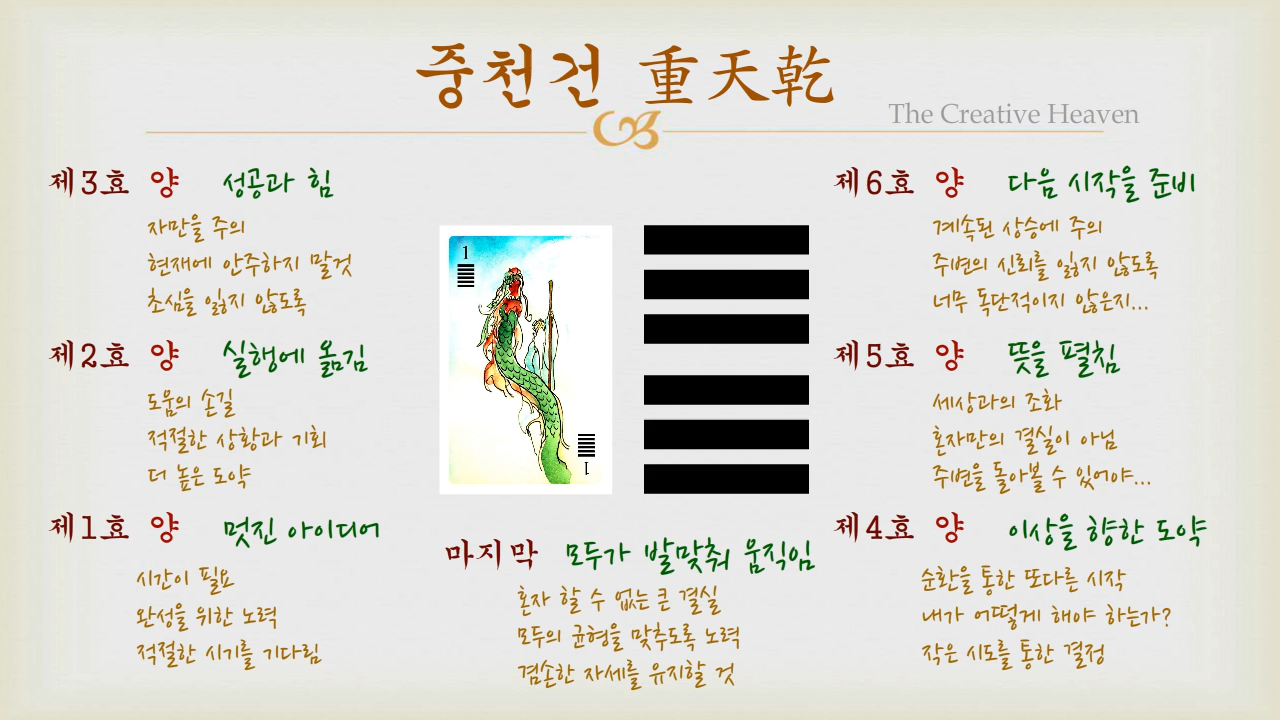 중천건 重天乾
The Creative Heaven
제3효 양 성공과 힘
자만을 주의
현재에 안주하지 말것
초심을 잃지 않도록
제2효 양 실행에 옮김
도움의 손길
적절한 상황과 기회
더 높은 도약
제1효 양 멋진 아이디어
시간이 필요
완성을 위한 노력
적절한 시기를 기다림
1
1
마지막 모두가 발맞춰 움직임
혼자 할 수 없는 큰 결실
모두의 균형을 맞추도록 노력
겸손한 자세를 유지할 것
제6효 양 다음 시작을 준비
계속된 상승에 주의
주변의 신뢰를 잃지 않도록
너무 독단적이지 않은지...
제5효 양 뜻을 펼침
세상과의 조화
혼자만의 결실이 아님
주변을 돌아볼 수 있어야...
제4효 양 이상을 향한 도약
순환을 통한 또다른 시작
내가 어떻게 해야 하는가?
작은 시도를 통한 결정